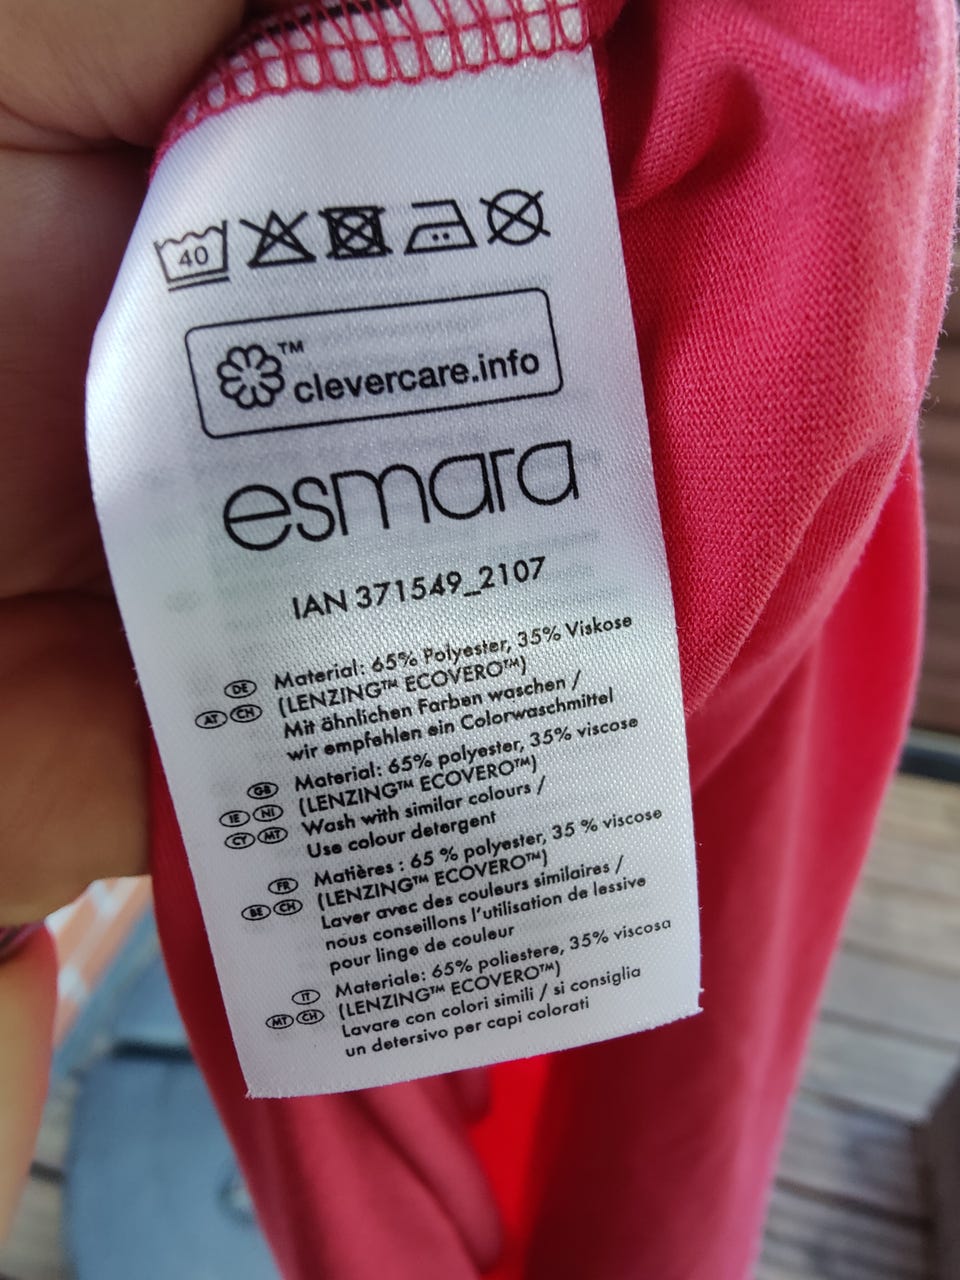 40
™
clevercare.info
esmara
IAN 371549_2107
DE Material: 65% Polyester, 35% Viskose
AT CH (LENZING™ ECOVERO™)
Mit ähnlichen Farben waschen /
wir empfehlen ein Colorwaschmittel
GB Material: 65% polyester, 35% viscose
IE NI (LENZING™ ECOVERO™)
CY MT Wash with similar colours /
Use colour detergent
FR Matières : 65 % polyester, 35 % viscose
BE CH (LENZING™ ECOVERO™)
Laver avec des couleurs similaires /
nous conseillons l'utilisation de lessive
pour linge de couleur
IT Materiale: 65% poliestere, 35% viscosa
MT CH (LENZING™ ECOVERO™)
Lavare con colori simili / si consiglia
un detersivo per capi colorati